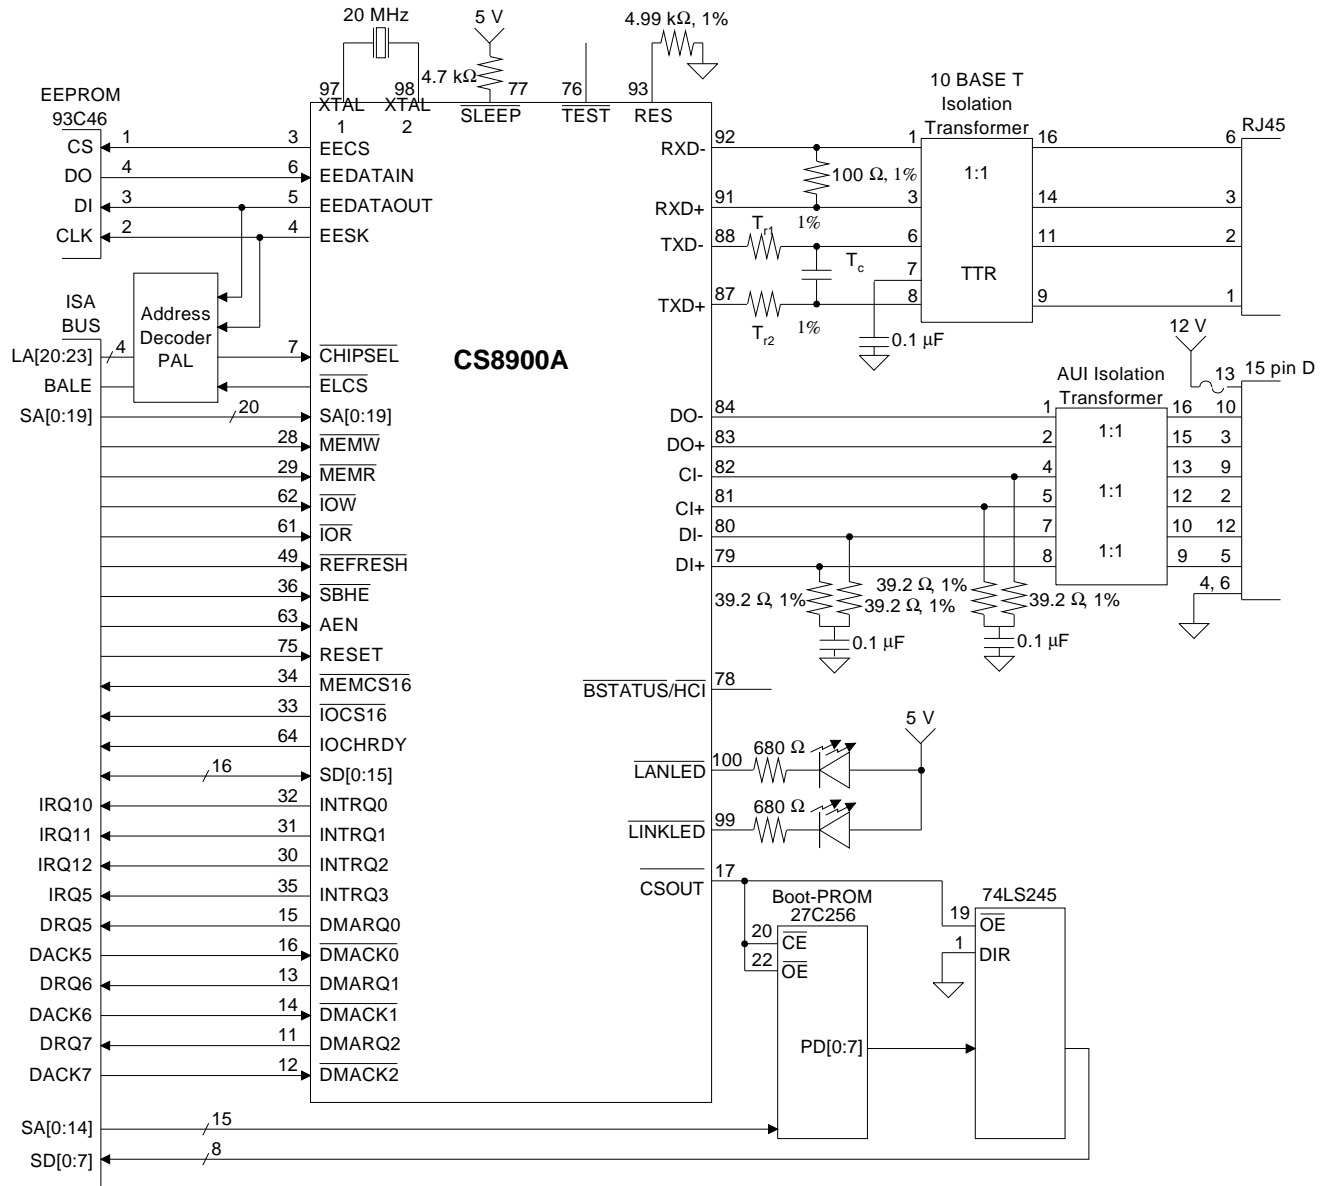 20 MHz
5 V
4.99 kΩ, 1%
4.7 kΩ
97
98
77
76
93
XTAL
1
XTAL
2
SLEEP
TEST
RES
EEPROM
93C46
CS 1 3 EECS
DO 4 6 EEDATAIN
DI 3 5 EEDATAOUT
CLK 2 4 EESK
ISA
BUS
Address
Decoder
PAL
LA[20:23] 4 7 CHIPSEL
BALE ELCS
SA[0:19] 20 SA[0:19]
28 MEMW
29 MEMR
62 IOW
61 IOR
49 REFRESH
36 SBHE
63 AEN
75 RESET
34 MEMCS16
33 IOCS16
64 IOCHRDY
16 SD[0:15]
IRQ10 32 INTRQ0
IRQ11 31 INTRQ1
IRQ12 30 INTRQ2
IRQ5 35 INTRQ3
DRQ5 15 DMARQ0
DACK5 16 DMACK0
DRQ6 13 DMARQ1
DACK6 14 DMACK1
DRQ7 11 DMARQ2
DACK7 12 DMACK2
SA[0:14] 15
SD[0:7] 8
CS8900A
10 BASE T
Isolation
Transformer
RJ45
RXD- 92 1 16 6
100 Ω, 1%
1:1
RXD+ 91 3 14 3
Tr1 1%
TXD- 88 6 11 2
Tc
7
TTR
TXD+ 87 8 9 1
Tr2 1%
0.1 µF
12 V
13 15 pin D
AUI Isolation
Transformer
DO- 84 1 16 10
1:1
DO+ 83 2 15 3
CI- 82 4 13 9
1:1
CI+ 81 5 12 2
DI- 80 7 10 12
1:1
DI+ 79 8 9 5
4, 6
39.2 Ω, 1%
39.2 Ω, 1%
39.2 Ω, 1%
39.2 Ω, 1%
0.1 µF
0.1 µF
BSTATUS/HCI 78
5 V
680 Ω
LANLED 100
680 Ω
LINKLED 99
CSOUT 17
Boot-PROM
27C256
20 CE
22 OE
PD[0:7]
74LS245
19 OE
1 DIR